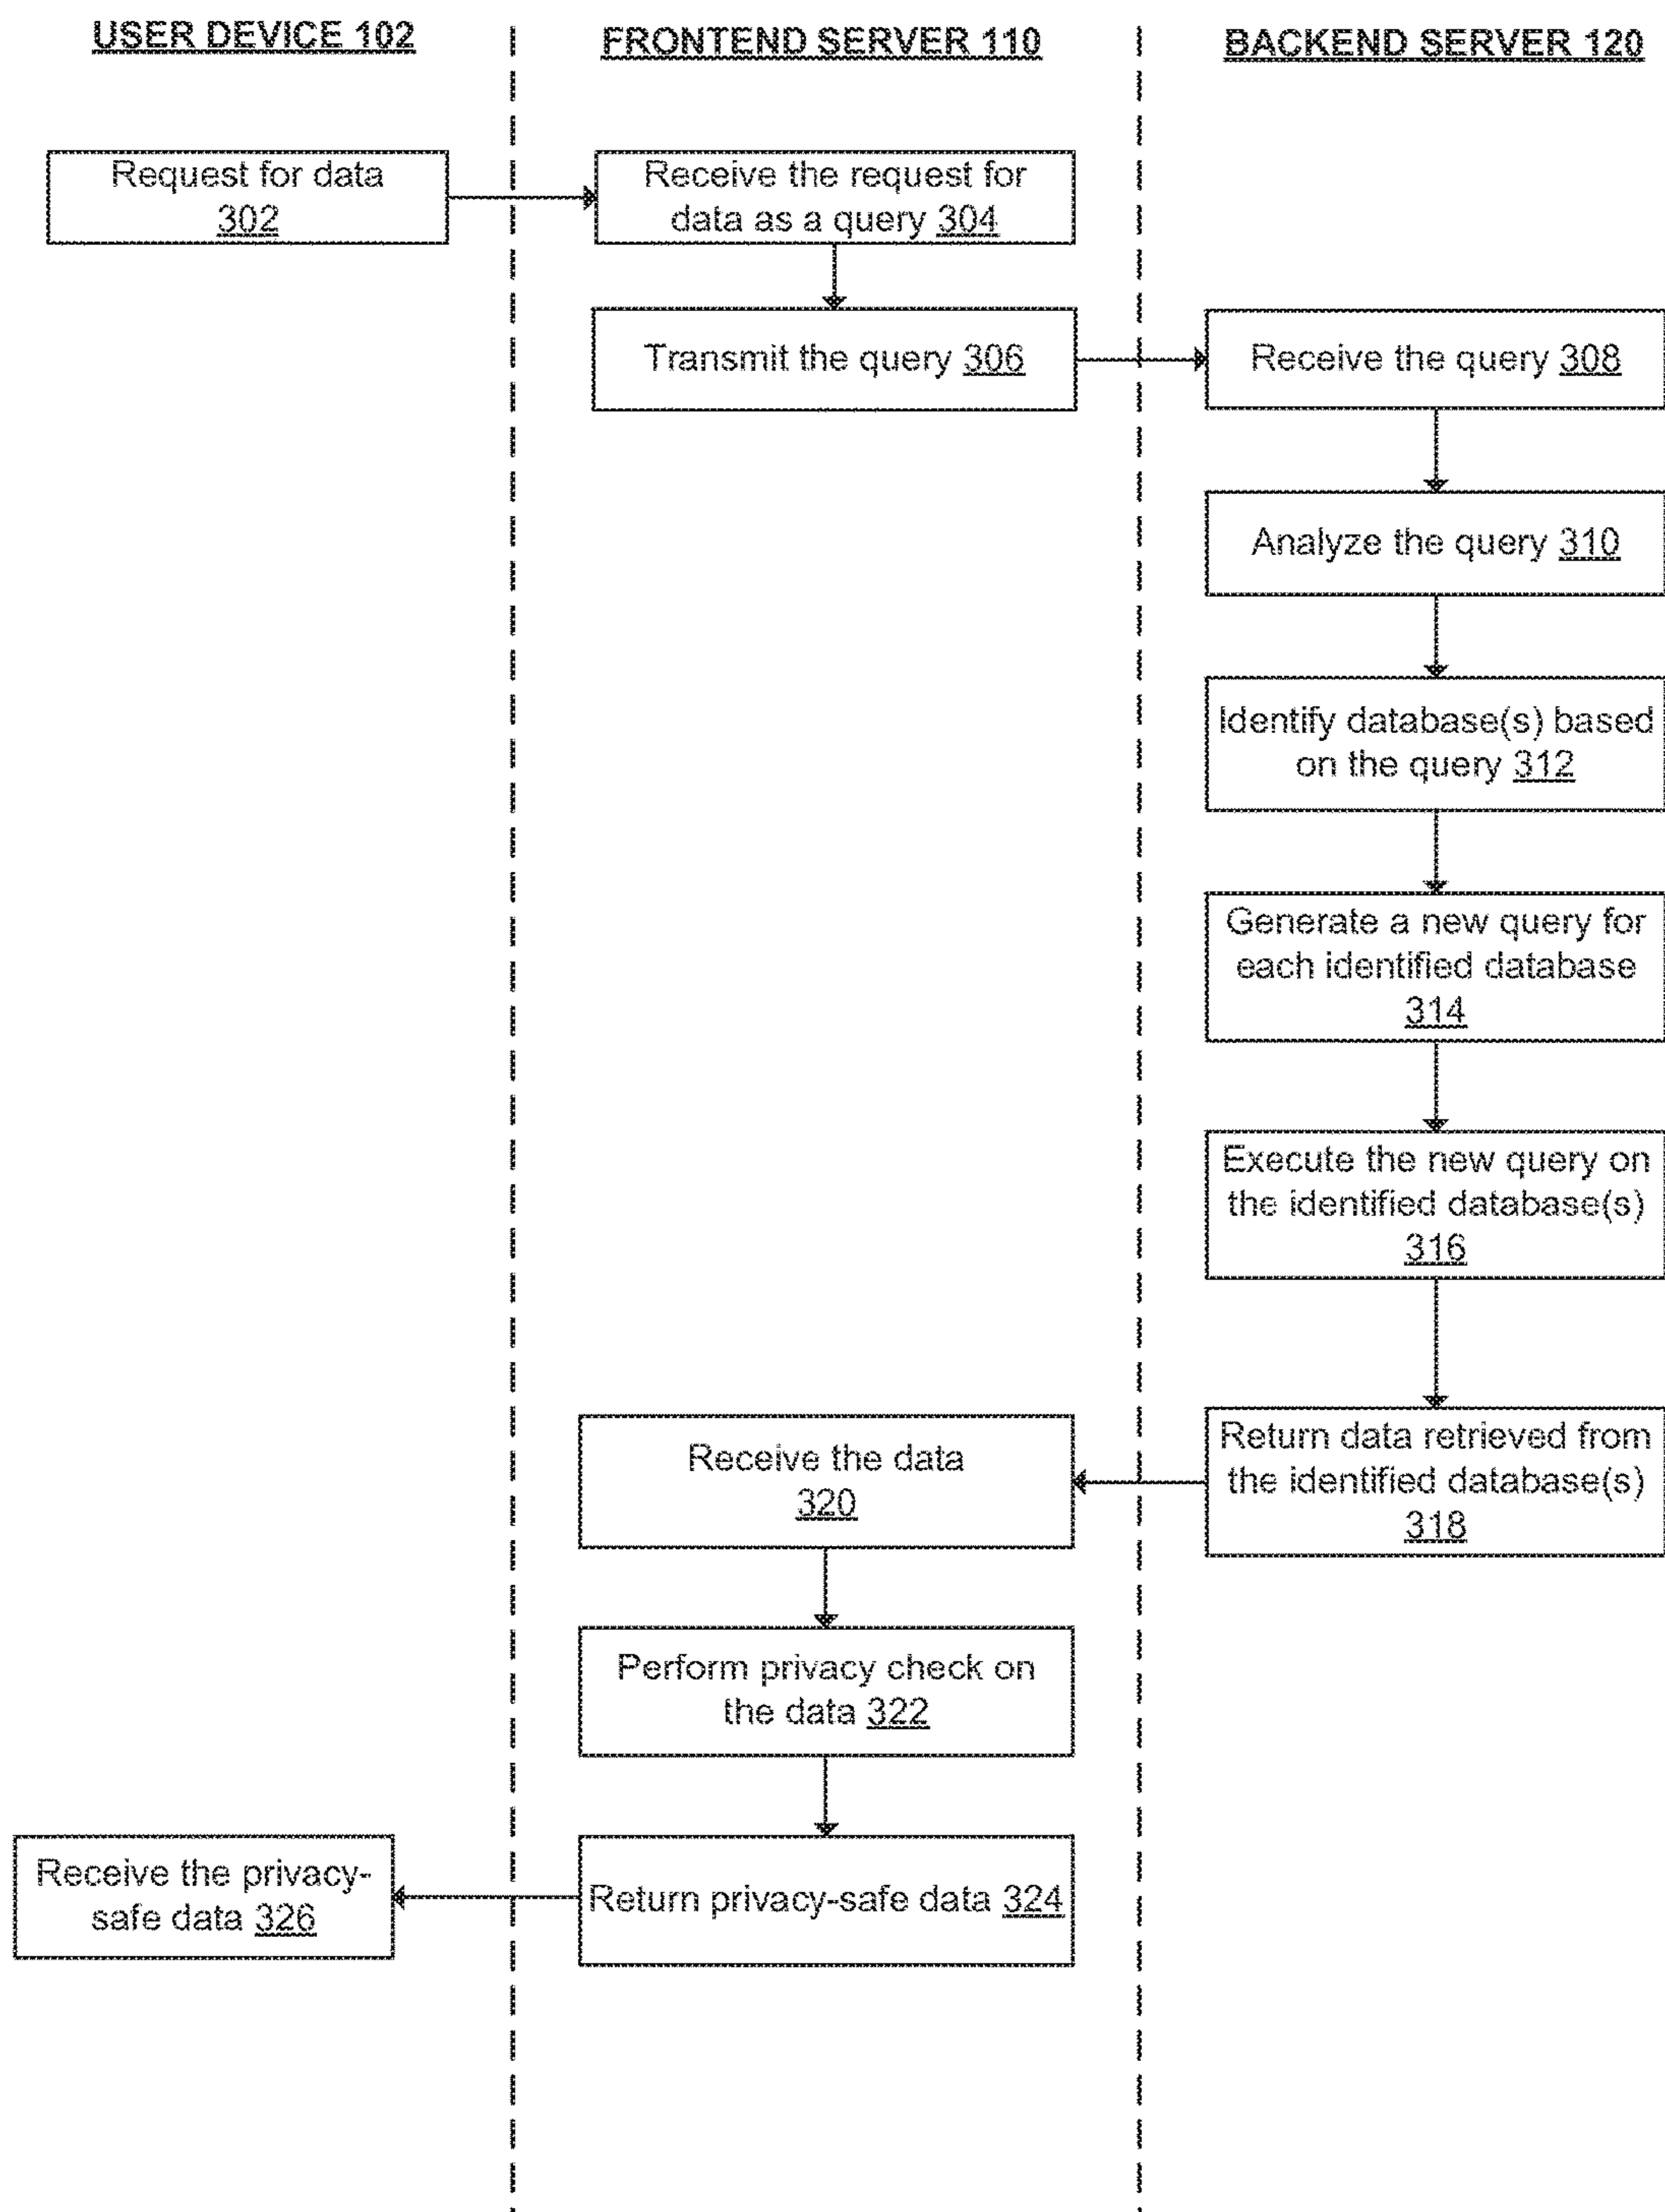 USER DEVICE 102
FRONTEND SERVER 110
BACKEND SERVER 120
Request for data
302
Receive the request for
data as a query 304
Transmit the query 306
Receive the query 308
Analyze the query 310
Identify database(s) based
on the query 312
Generate a new query for
each identified database
314
Execute the new query on
the identified database(s)
316
Return data retrieved from
the identified database(s)
318
Receive the data
320
Perform privacy check on
the data 322
Return privacy-safe data 324
Receive the privacy-
safe data 326